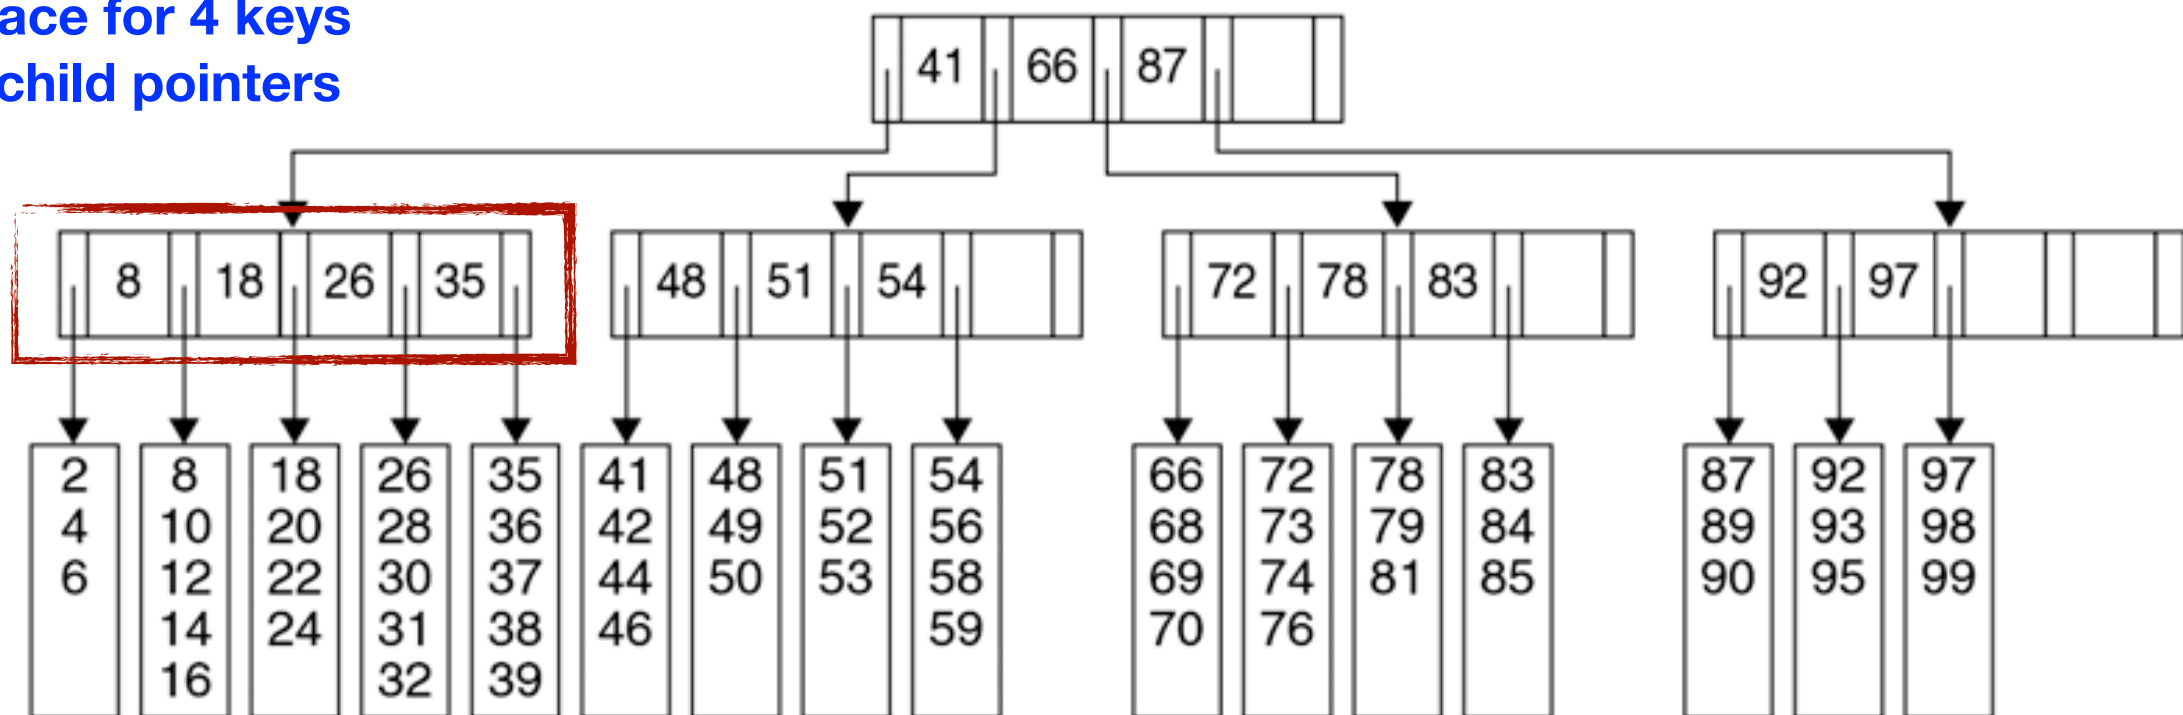 ace for 4 keys
child pointers
41 66 87
8 18 26 35 48 51 54 72 78 83 92 97
2 8 18 26 35 41 48 51 54 66 72 78 83 87 92 97
4 10 20 28 36 42 49 52 56 68 73 79 84 89 93 98
6 12 22 30 37 44 50 53 58 69 74 81 85 90 95 99
14 24 31 38 46 59 70 76
16 32 39